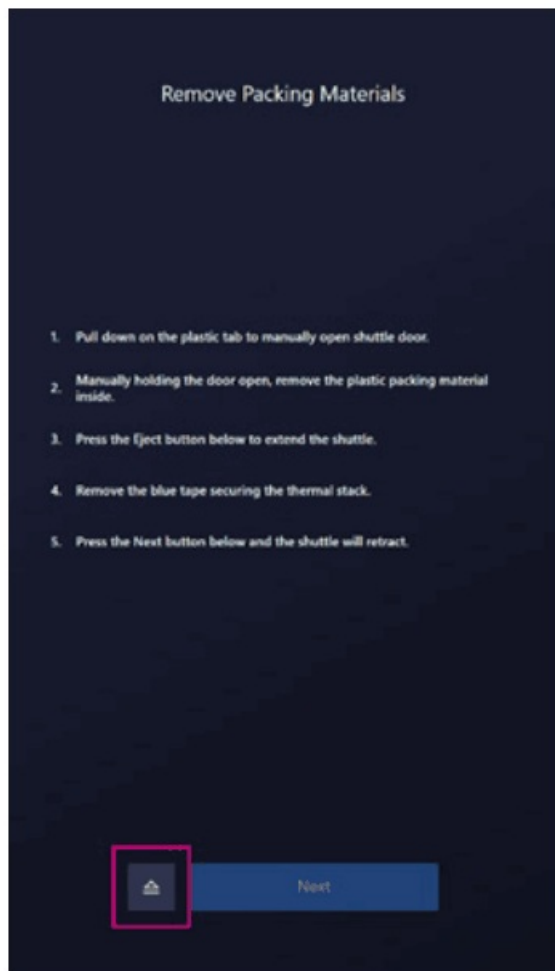 Remove Packing Materials
1. Pull down on the plastic tab to manually open shuttle door.
2. Manually holding the door open, remove the plastic packing material
inside.
3. Press the Eject button below to extend the shuttle.
4. Remove the blue tape securing the thermal stack.
5. Press the Next button below and the shuttle will retract.
Next